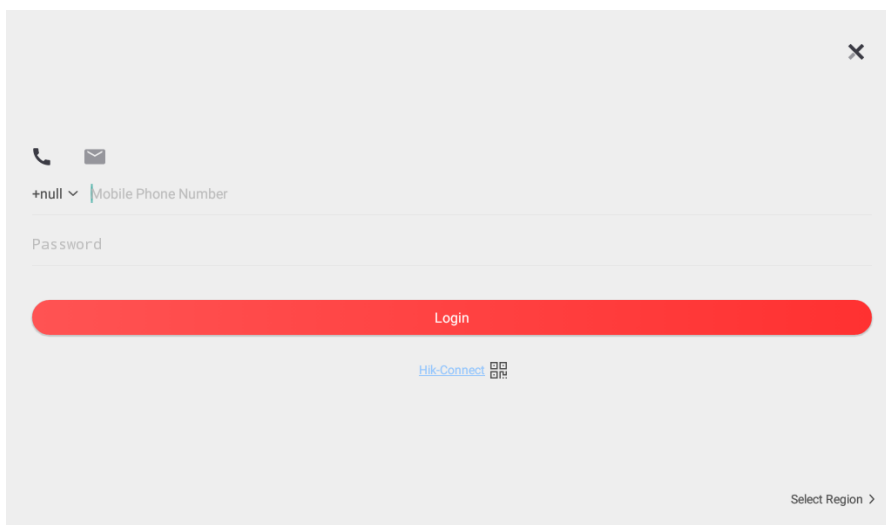 +null Mobile Phone Number
Password
Login
Hik-Connect
Select Region